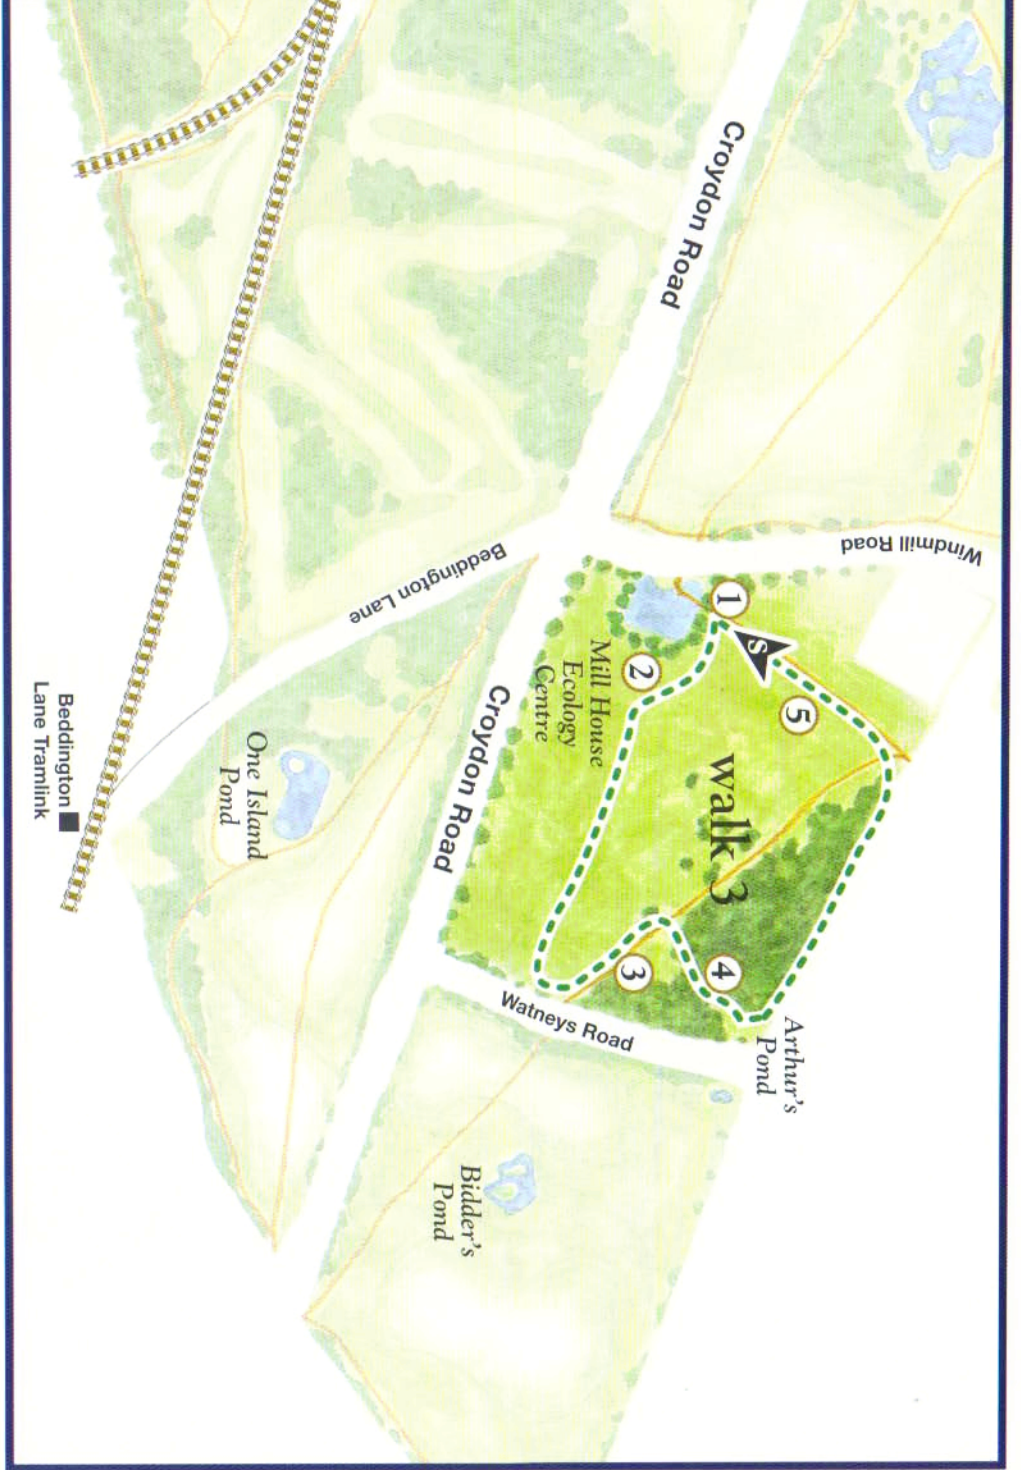 Croydon Road
Windmill Road
Beddington Lane
1
S
5
2
Mill House
Ecology
Centre
walk 3
Croydon Road
One Island
Pond
Beddington
Lane Tramlink
3
4
Watneys Road
Arthur's
Pond
Bidder's
Pond